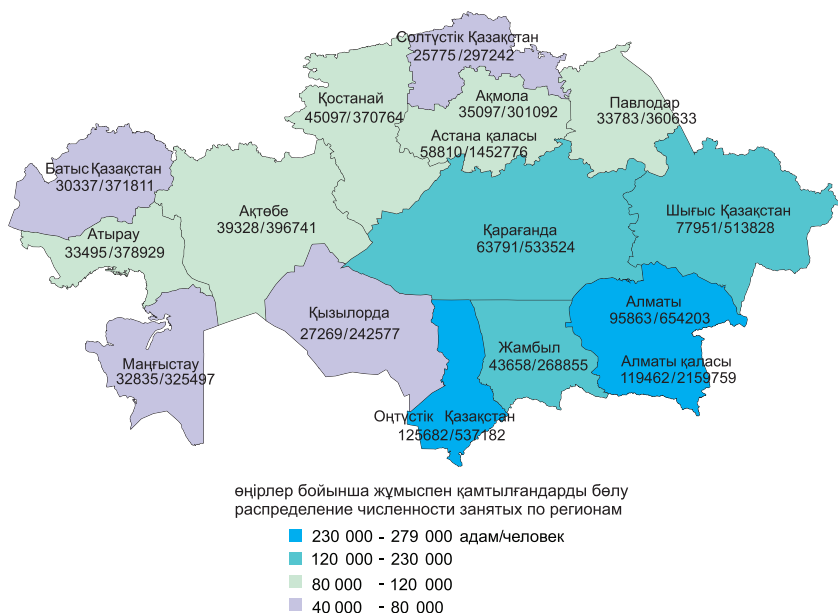 Солтүстік Қазақстан
25775/297242
Қостанай
45097/370764
Ақмола
35097/301092
Астана қаласы
58810/1452776
Павлодар
33783/360633
Батыс Қазақстан
30337/371811
Ақтөбе
39328/396741
Атырау
33495/378929
Қарағанда
63791/533524
Шығыс Қазақстан
77951/513828
Қызылорда
27269/242577
Маңғыстау
32835/325497
Жамбыл
43658/268855
Алматы
95863/654203
Алматы қаласы
119462/2159759
Оңтүстік Қазақстан
125682/537182
өңірлер бойынша жұмыспен қамтылғандарды бөлу
распределение численности занятых по регионам
230 000 - 279 000 адам/человек
120 000 - 230 000
80 000 - 120 000
40 000 - 80 000